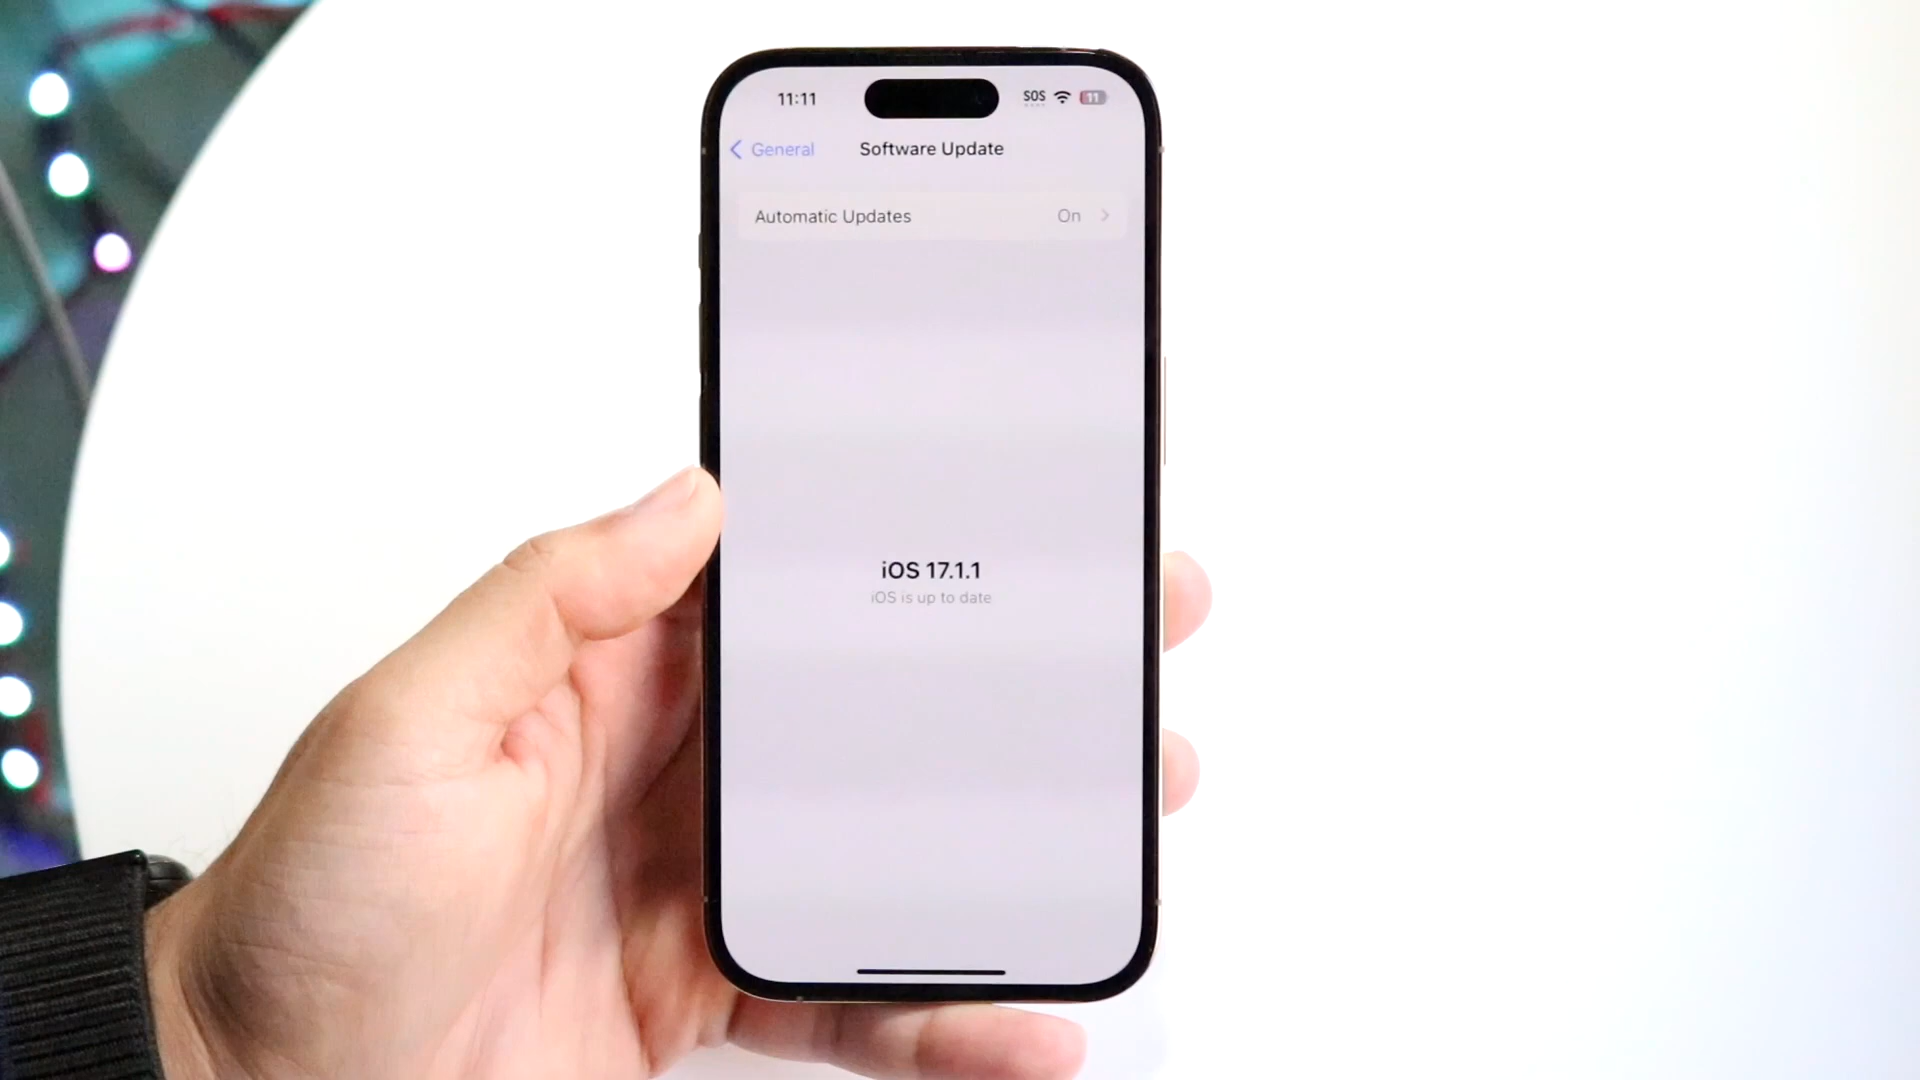 11:11 SOS 11
General Software Update
Automatic Updates On
iOS 17.1.1
iOS is up to date